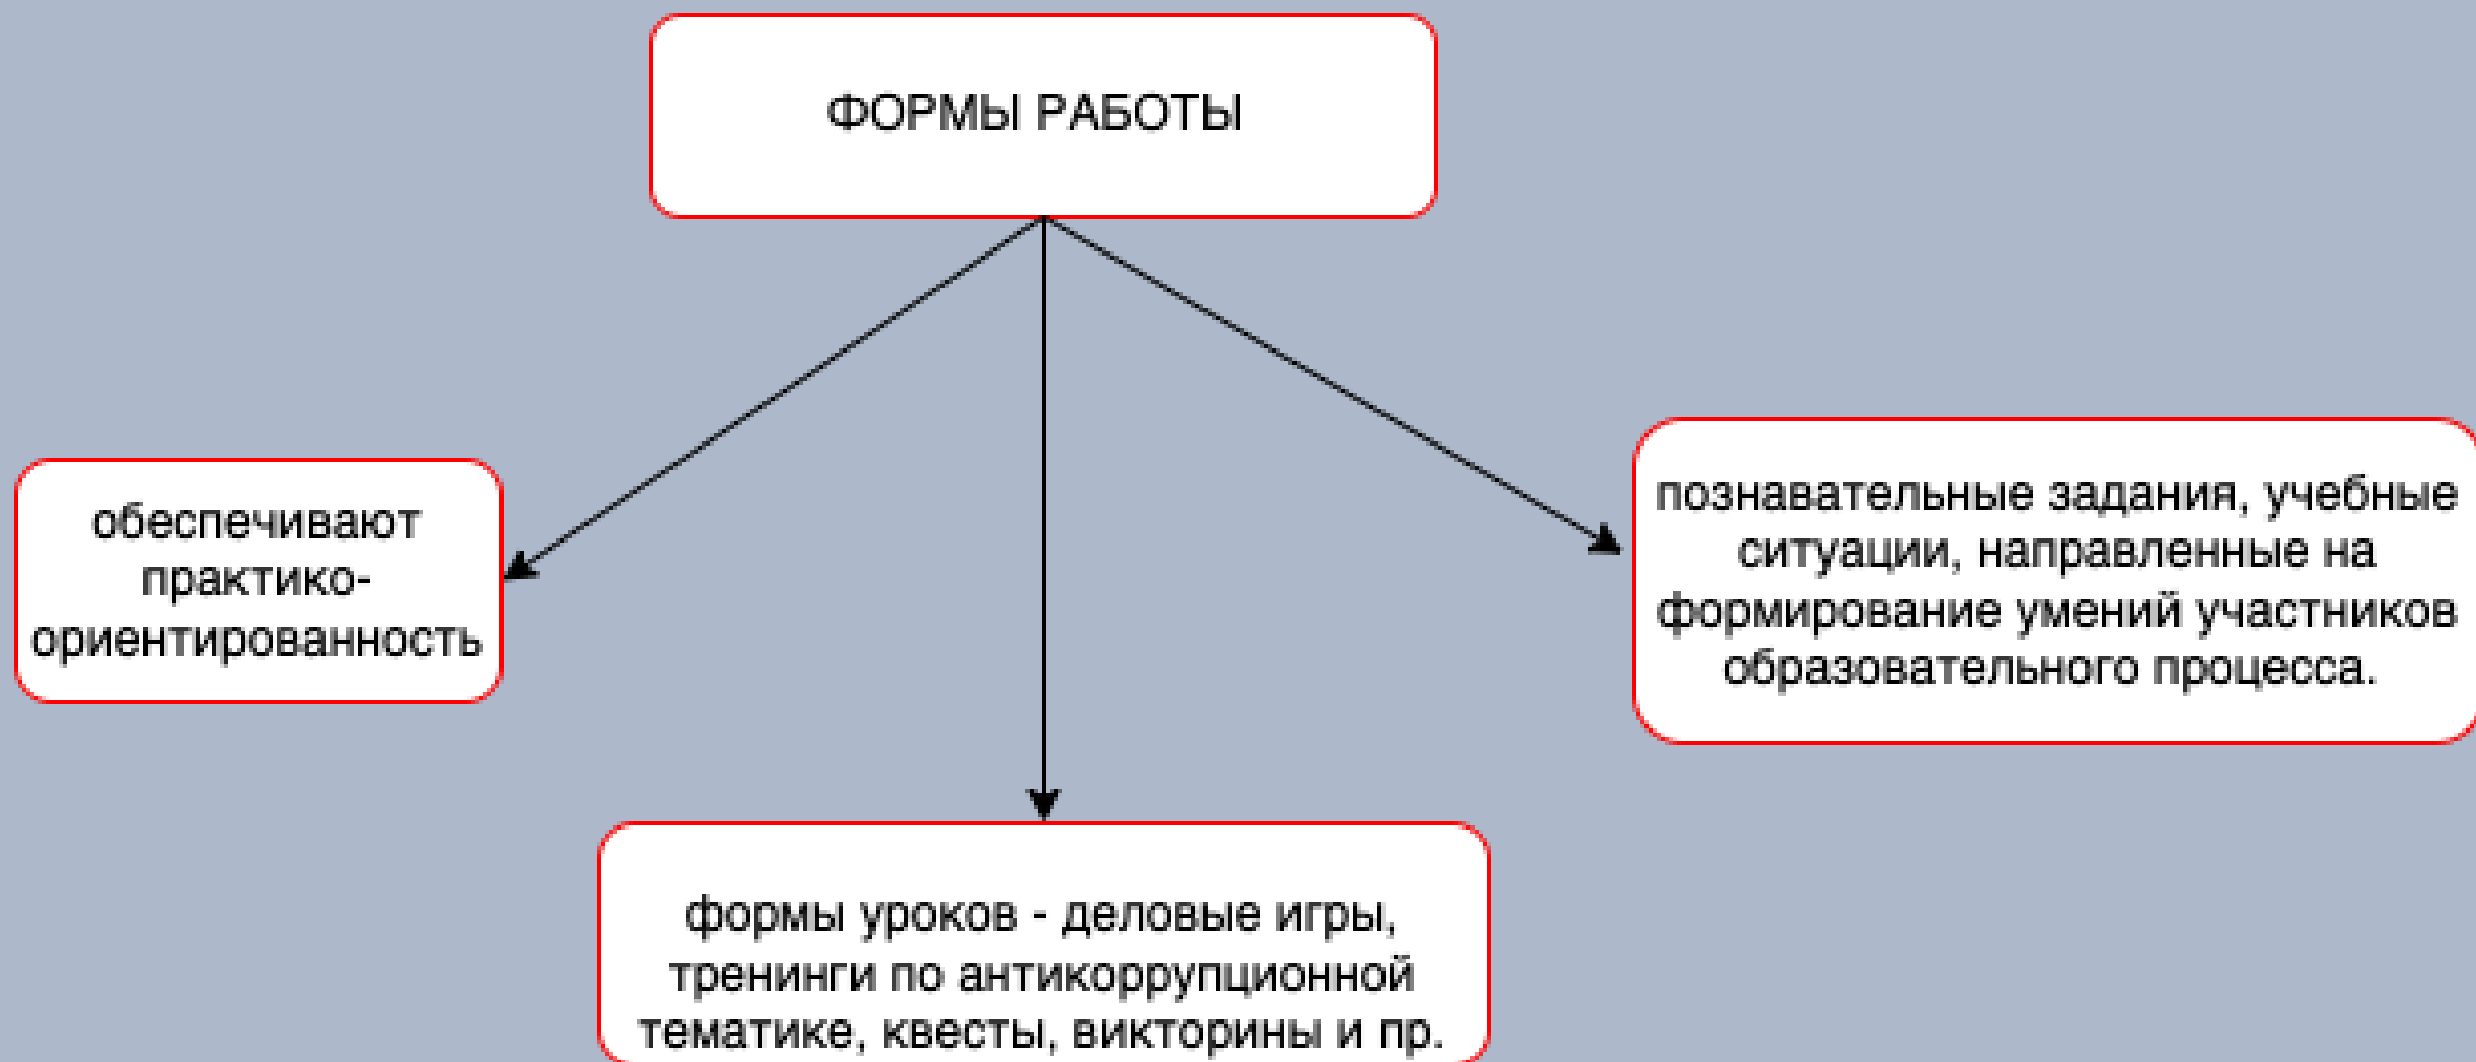 ФОРМЫ РАБОТЫ
обеспечивают
практико-
ориентированность
формы уроков - деловые игры,
тренинги по антикоррупционной
тематике, квесты, викторины и пр.
познавательные задания, учебные
ситуации, направленные на
формирование умений участников
образовательного процесса.